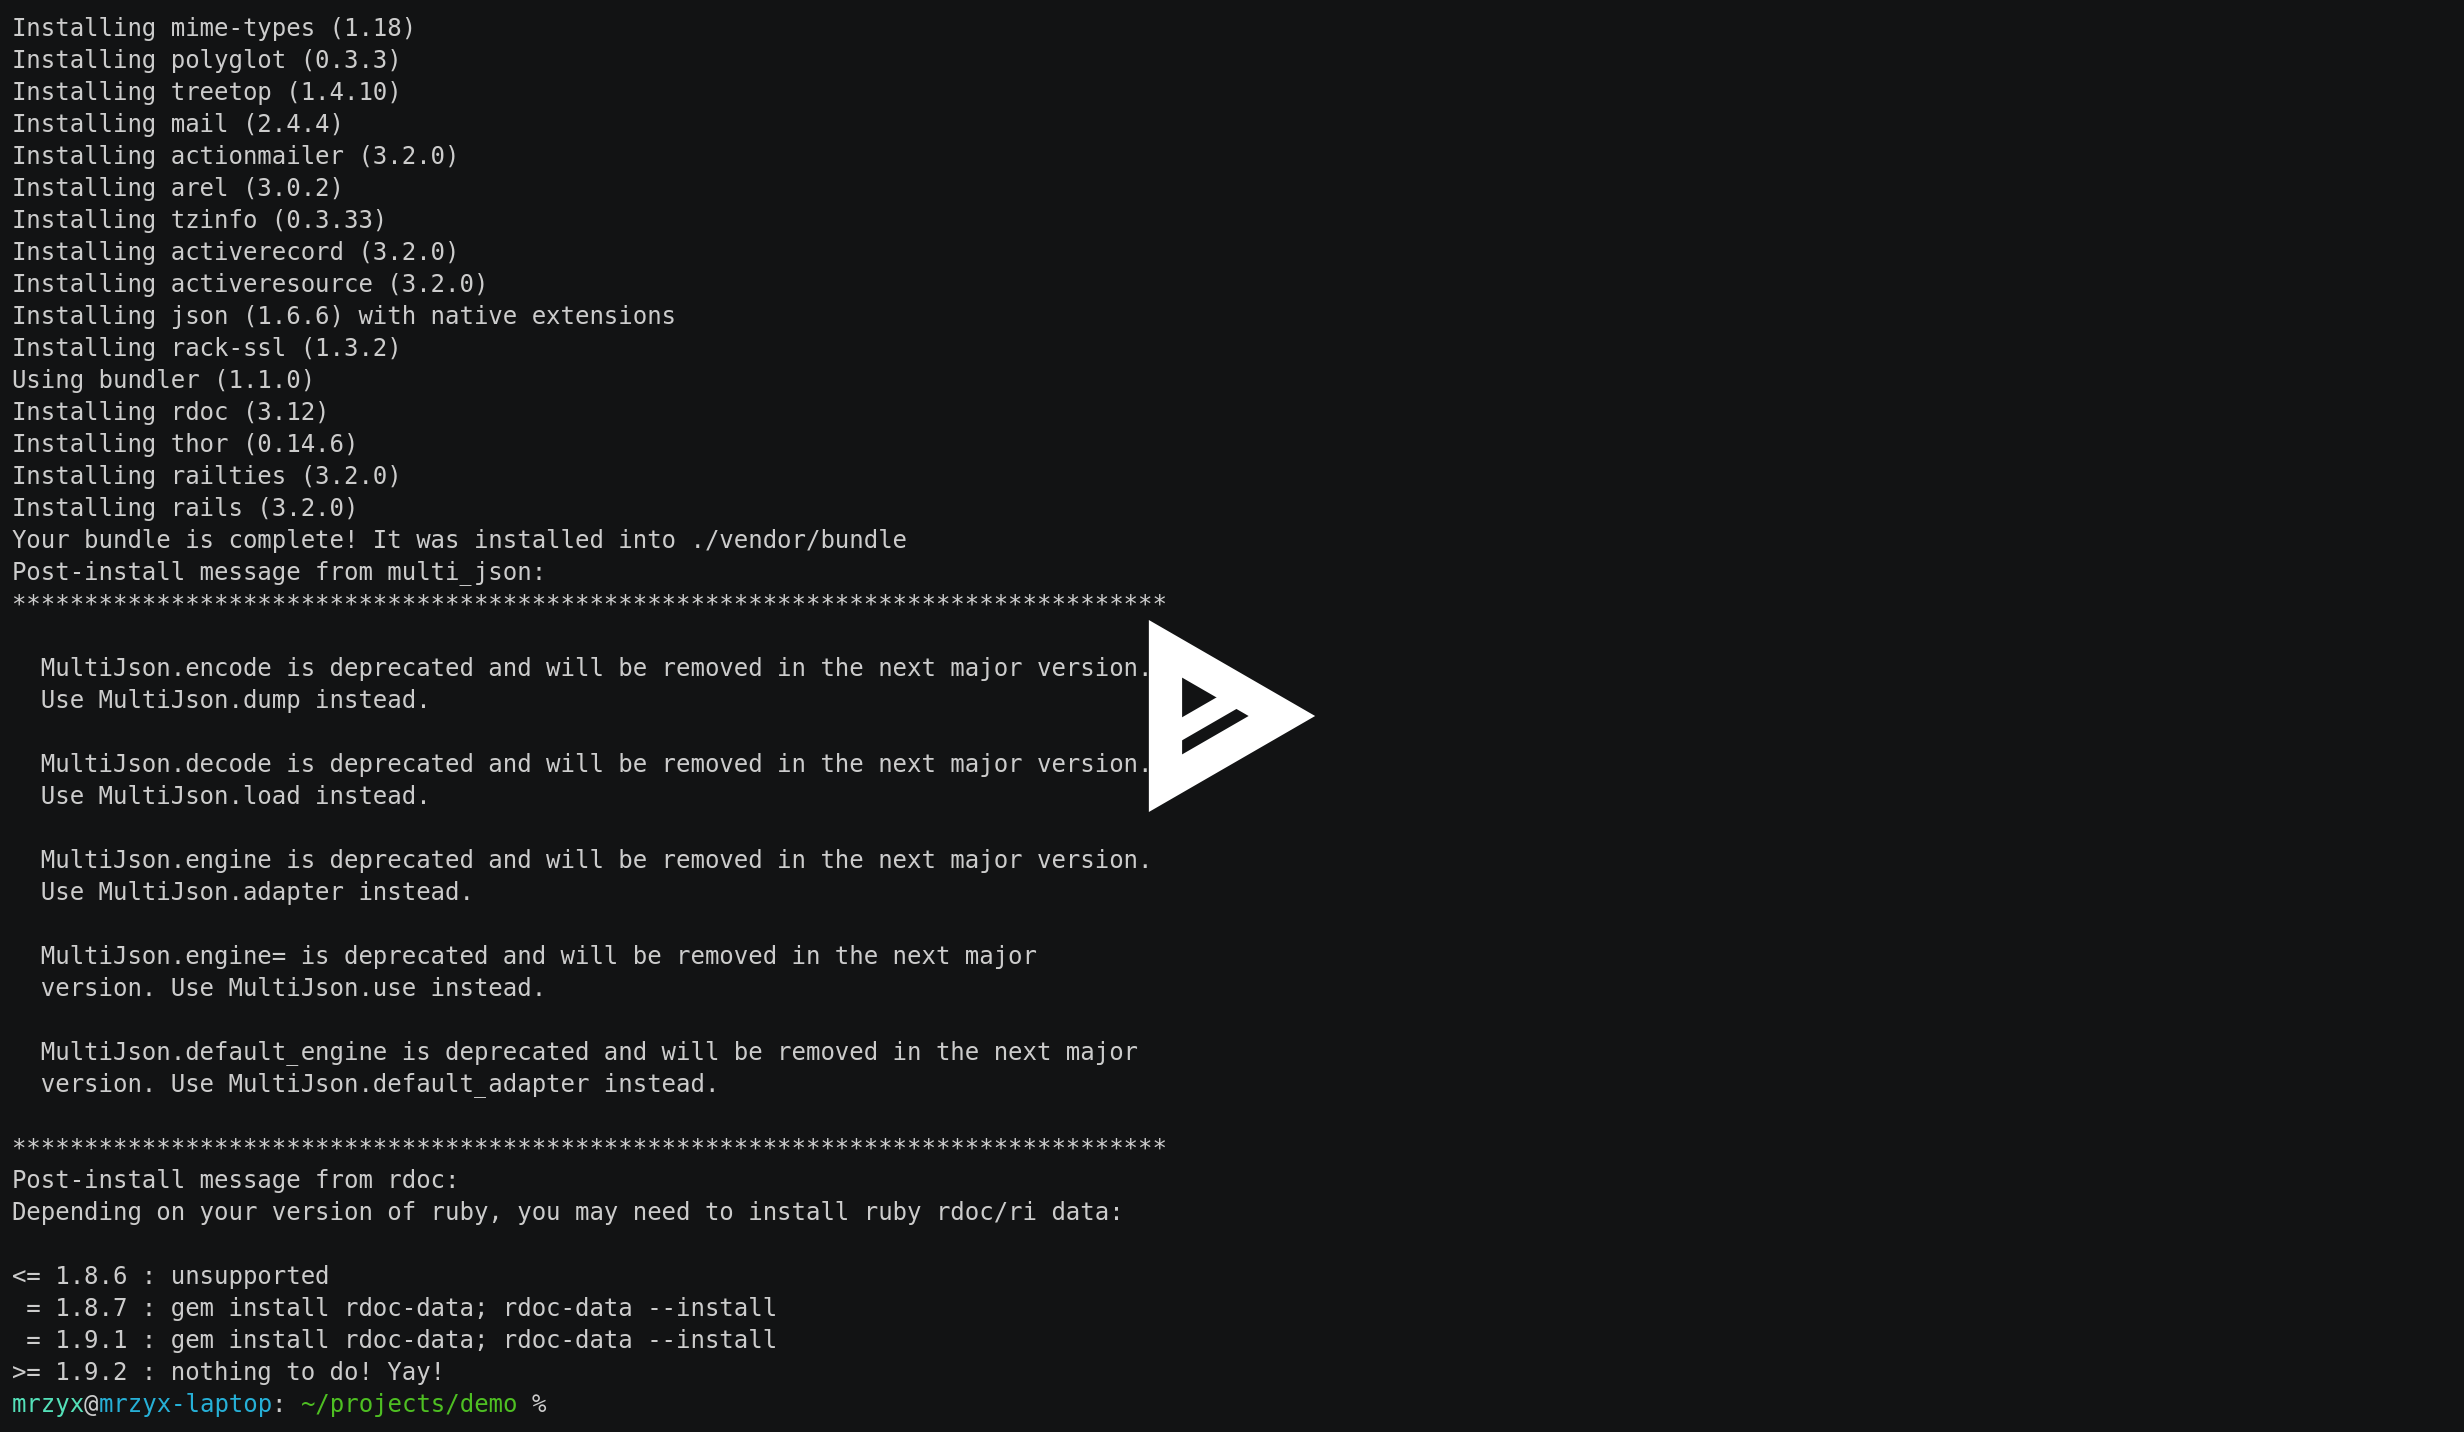 Installing mime-types (1.18)
Installing polyglot (0.3.3)
Installing treetop (1.4.10)
Installing mail (2.4.4)
Installing actionmailer (3.2.0)
Installing arel (3.0.2)
Installing tzinfo (0.3.33)
Installing activerecord (3.2.0)
Installing activeresource (3.2.0)
Installing json (1.6.6) with native extensions
Installing rack-ssl (1.3.2)
Using bundler (1.1.0)
Installing rdoc (3.12)
Installing thor (0.14.6)
Installing railties (3.2.0)
Installing rails (3.2.0)
Your bundle is complete! It was installed into ./vendor/bundle
Post-install message from multi_json:
********************************************************************************

  MultiJson.encode is deprecated and will be removed in the next major version.
  Use MultiJson.dump instead.

  MultiJson.decode is deprecated and will be removed in the next major version.
  Use MultiJson.load instead.

  MultiJson.engine is deprecated and will be removed in the next major version.
  Use MultiJson.adapter instead.

  MultiJson.engine= is deprecated and will be removed in the next major
  version. Use MultiJson.use instead.

  MultiJson.default_engine is deprecated and will be removed in the next major
  version. Use MultiJson.default_adapter instead.

********************************************************************************
Post-install message from rdoc:
Depending on your version of ruby, you may need to install ruby rdoc/ri data:

<= 1.8.6 : unsupported
 = 1.8.7 : gem install rdoc-data; rdoc-data --install
 = 1.9.1 : gem install rdoc-data; rdoc-data --install
>= 1.9.2 : nothing to do! Yay!
mrzyx@mrzyx-laptop: ~/projects/demo %